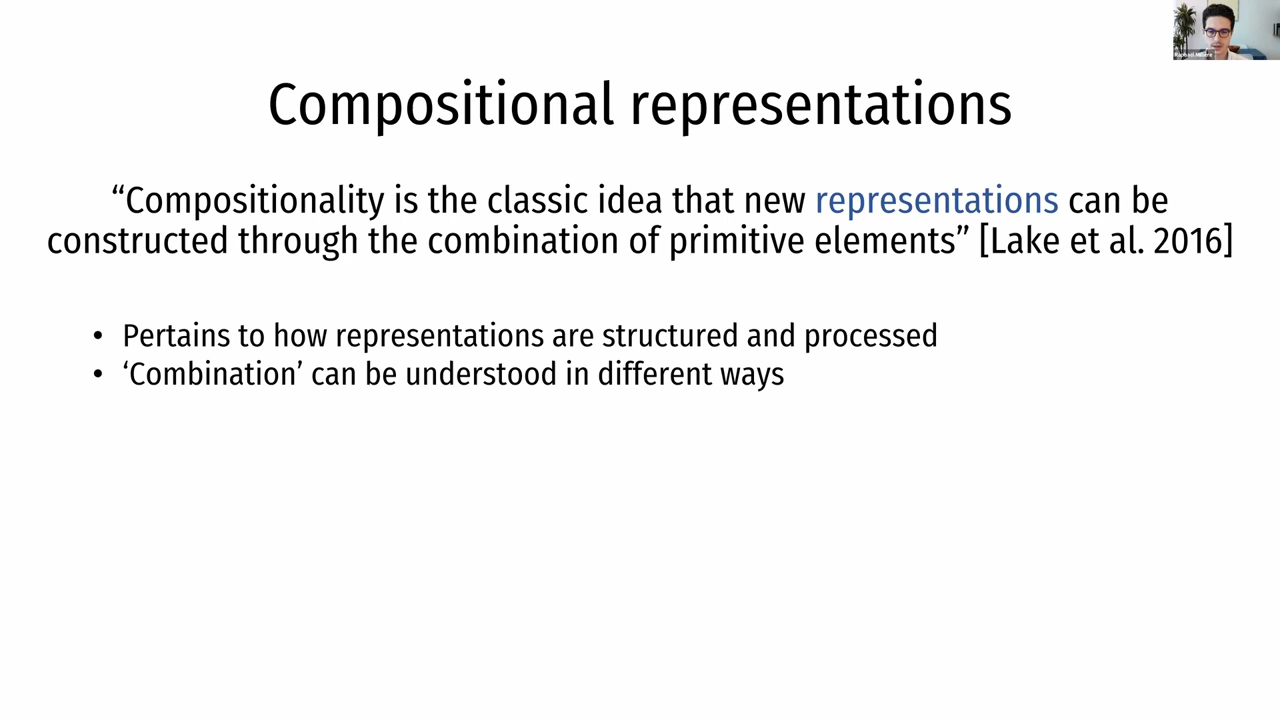 Raphaël Millière
Compositional representations
“Compositionality is the classic idea that new representations can be
constructed through the combination of primitive elements” [Lake et al. 2016]
• Pertains to how representations are structured and processed
• ‘Combination’ can be understood in different ways